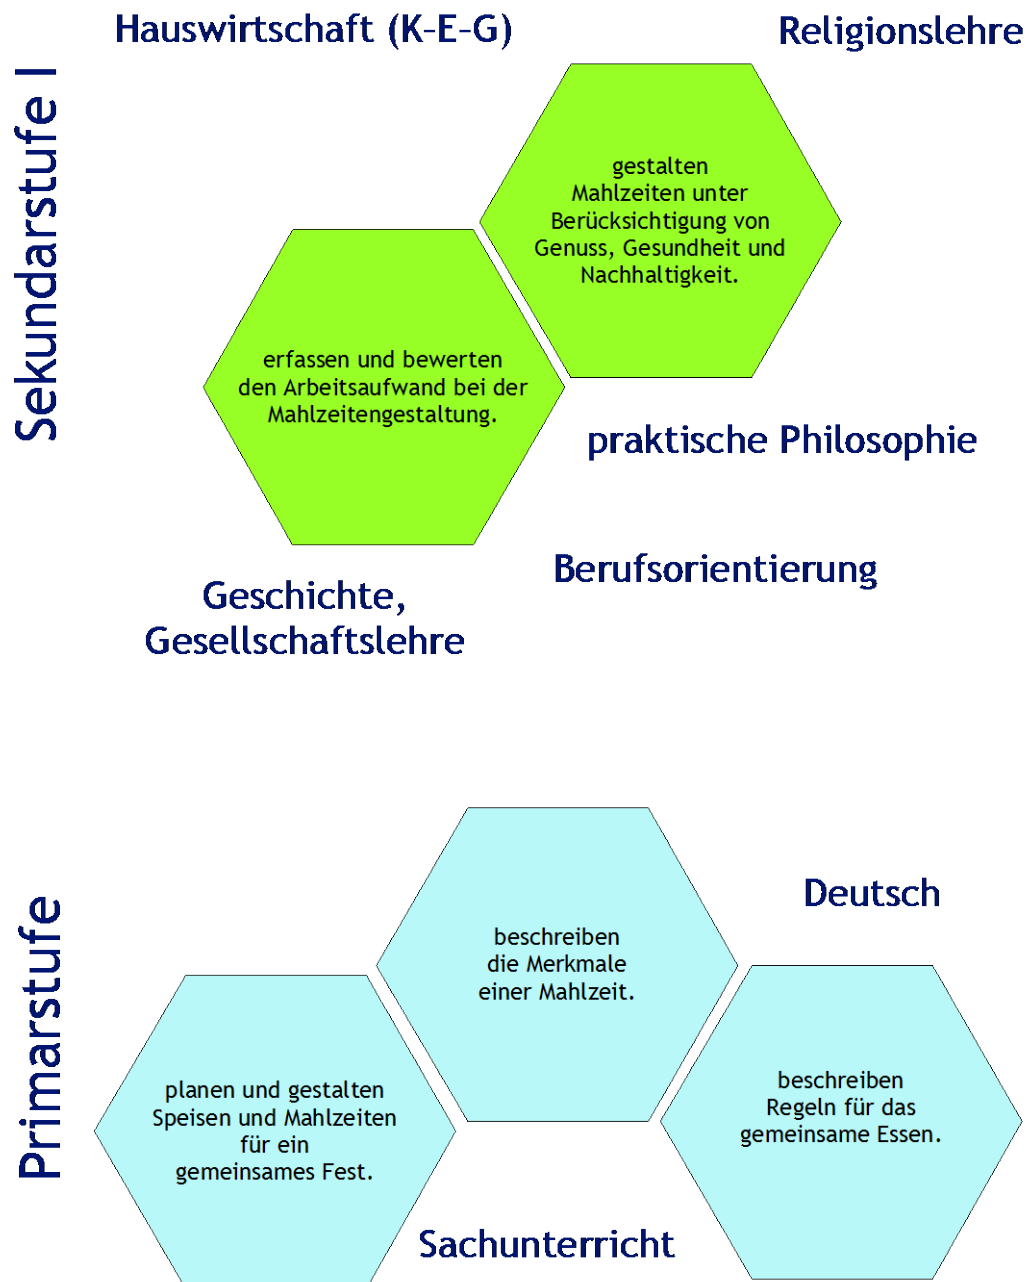 Hauswirtschaft (K-E-G)
Religionslehre
Sekundarstufe I
gestalten
Mahlzeiten unter
Berücksichtigung von
Genuss, Gesundheit und
Nachhaltigkeit.
erfassen und bewerten
den Arbeitsaufwand bei der
Mahlzeitengestaltung.
praktische Philosophie
Berufsorientierung
Geschichte,
Gesellschaftslehre
Primarstufe
Deutsch
beschreiben
die Merkmale
einer Mahlzeit.
planen und gestalten
Speisen und Mahlzeiten
für ein
gemeinsames Fest.
beschreiben
Regeln für das
gemeinsame Essen.
Sachunterricht